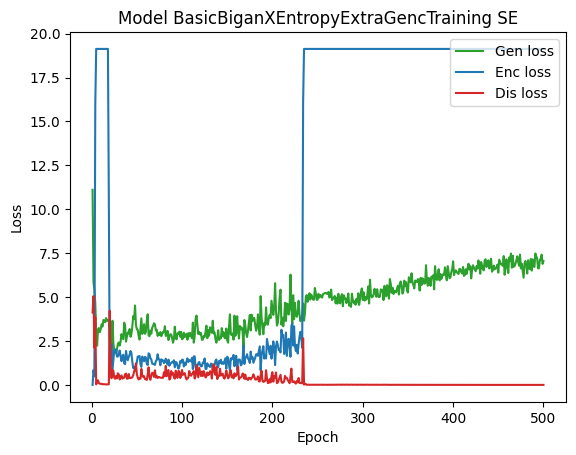 Model BasicBiganXEntropyExtraGencTraining SE
Gen loss
Enc loss
Dis loss
Loss
20.0
17.5
15.0
12.5
10.0
7.5
5.0
2.5
0.0
0
100
200
300
400
500
Epoch